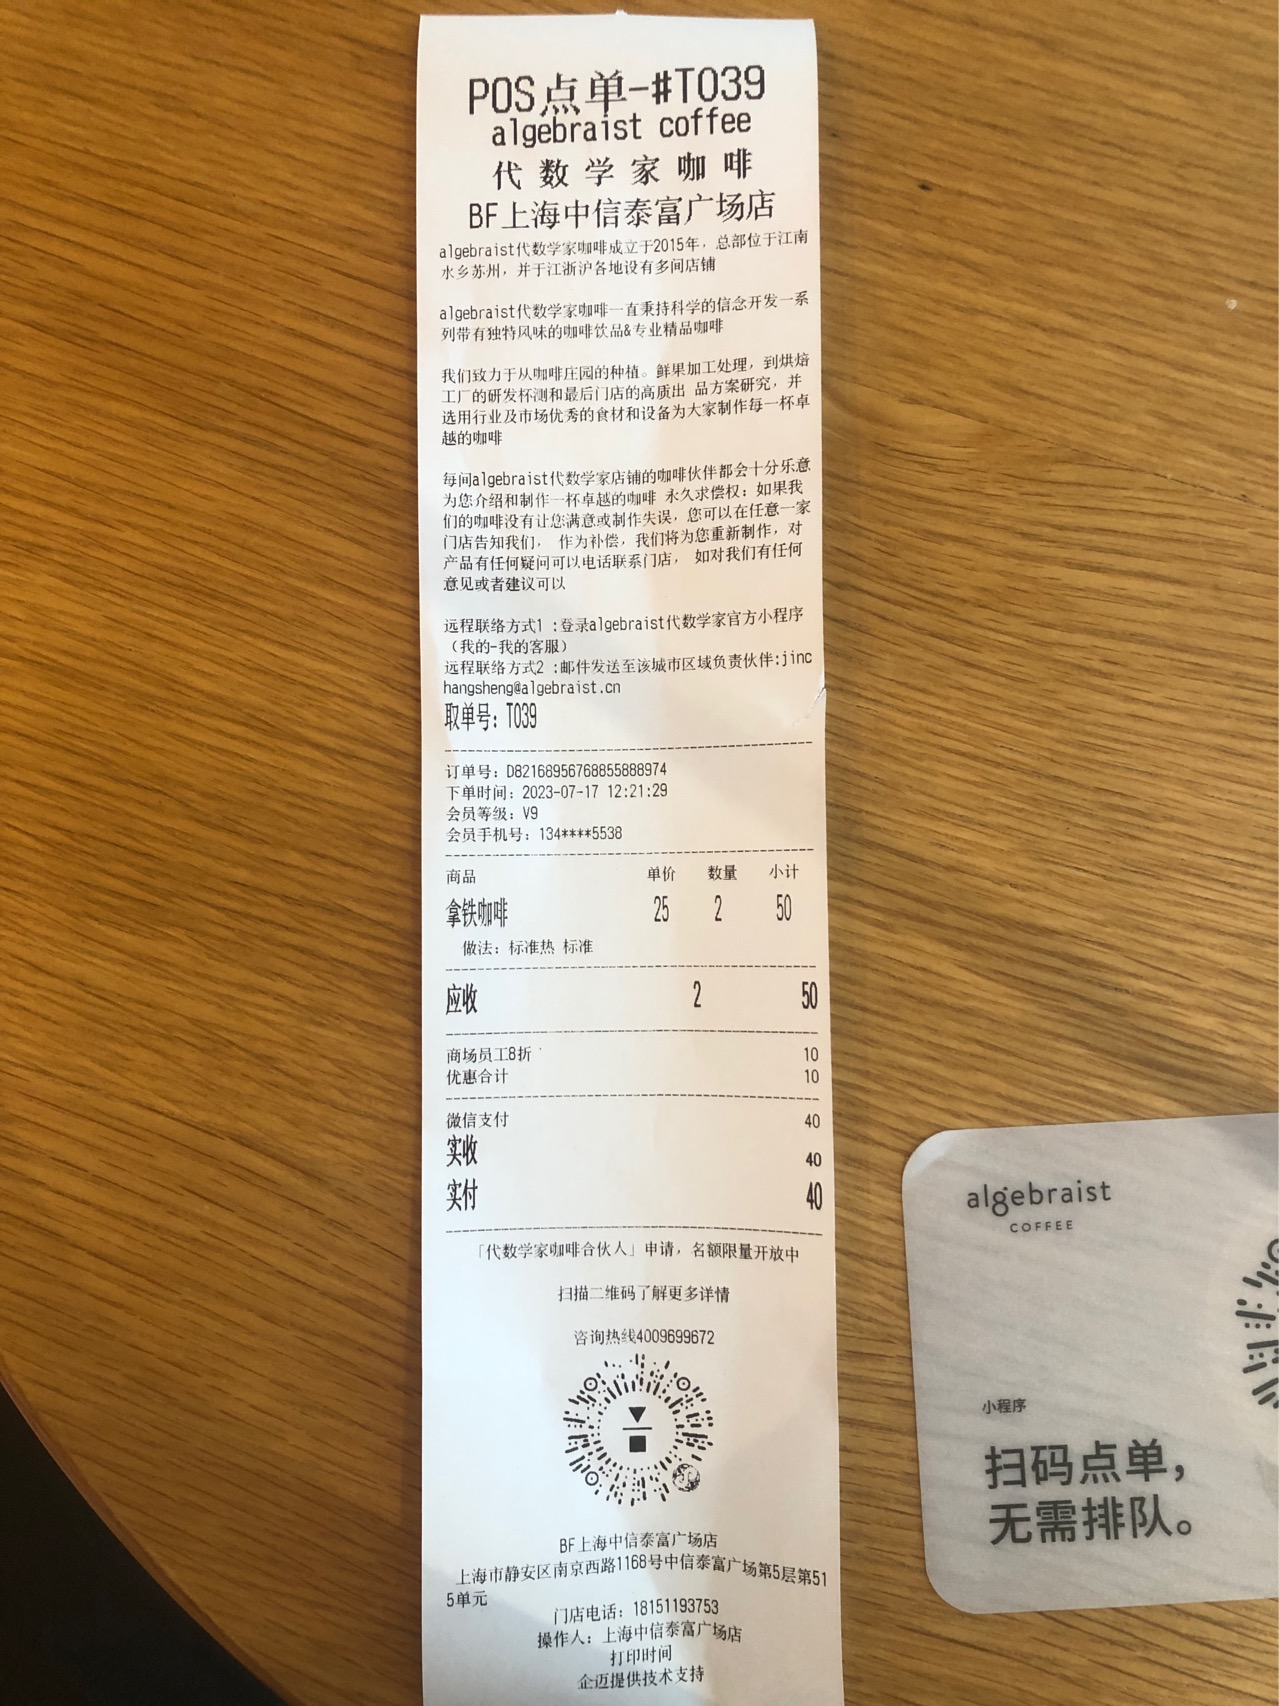 POS点单-#T039
algebraist coffee
代数学家咖啡
BF上海中信泰富广场店
algebraist代数学家咖啡成立于2015年，总部位于江南
水乡苏州，并于江浙沪各地设有多间店铺
algebraist代数学家咖啡一直秉持科学的信念开发一系
列带有独特风味的咖啡饮品&专业精品咖啡
我们致力于从咖啡庄园的种植。鲜果加工处理，到烘焙
工厂的研发杯测和最后门店的高质出 品方案研究，并
选用行业及市场优秀的食材和设备为大家制作每一杯卓
越的咖啡
每间algebraist代数学家店铺的咖啡伙伴都会十分乐意
为您介绍和制作一杯卓越的咖啡 永久求偿权：如果我
们的咖啡没有让您满意或制作失误，您可以在任意一家
门店告知我们， 作为补偿，我们将为您重新制作，对
产品有任何疑问可以电话联系门店， 如对我们有任何
意见或者建议可以
远程联络方式1 :登录algebraist代数学家官方小程序
（我的-我的客服）
远程联络方式2 :邮件发送至该城市区域负责伙伴:jinc
hangsheng@algebraist.cn
取单号：T039
订单号：D82168956768855888974
下单时间：2023-07-17 12:21:29
会员等级：V9
会员手机号：134****5538
商品 单价 数量 小计
拿铁咖啡 25 2 50
做法：标准热 标准
应收 2 50
商场员工8折 10
优惠合计 10
微信支付 40
实收 40
实付 40
「代数学家咖啡合伙人」申请，名额限量开放中
扫描二维码了解更多详情
咨询热线4009699672
BF上海中信泰富广场店
上海市静安区南京西路1168号中信泰富广场第5层第51
5单元
门店电话：18151193753
操作人：上海中信泰富广场店
打印时间
企迈提供技术支持
algebraist
COFFEE
小程序
扫码点单，
无需排队。